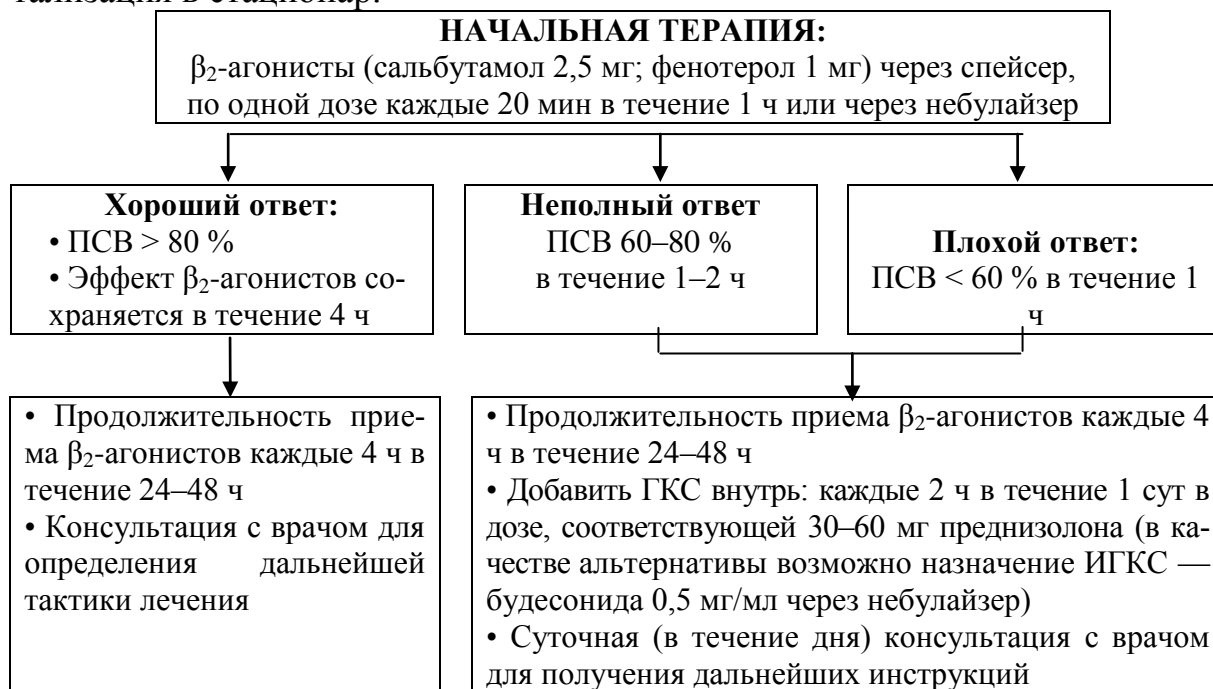 тализация в стационар.
НАЧАЛЬНАЯ ТЕРАПИЯ:
β₂-агонисты (сальбутамол 2,5 мг; фенотерол 1 мг) через спейсер,
по одной дозе каждые 20 мин в течение 1 ч или через небулайзер
Хороший ответ:
• ПСВ > 80 %
• Эффект β₂-агонистов со-
храняется в течение 4 ч
Неполный ответ
ПСВ 60–80 %
в течение 1–2 ч
Плохой ответ:
ПСВ < 60 % в течение 1
ч
• Продолжительность прие-
ма β₂-агонистов каждые 4 ч в
течение 24–48 ч
• Консультация с врачом для
определения дальнейшей
тактики лечения
• Продолжительность приема β₂-агонистов каждые 4
ч в течение 24–48 ч
• Добавить ГКС внутрь: каждые 2 ч в течение 1 сут в
дозе, соответствующей 30–60 мг преднизолона (в ка-
честве альтернативы возможно назначение ИГКС —
будесонида 0,5 мг/мл через небулайзер)
• Суточная (в течение дня) консультация с врачом
для получения дальнейших инструкций